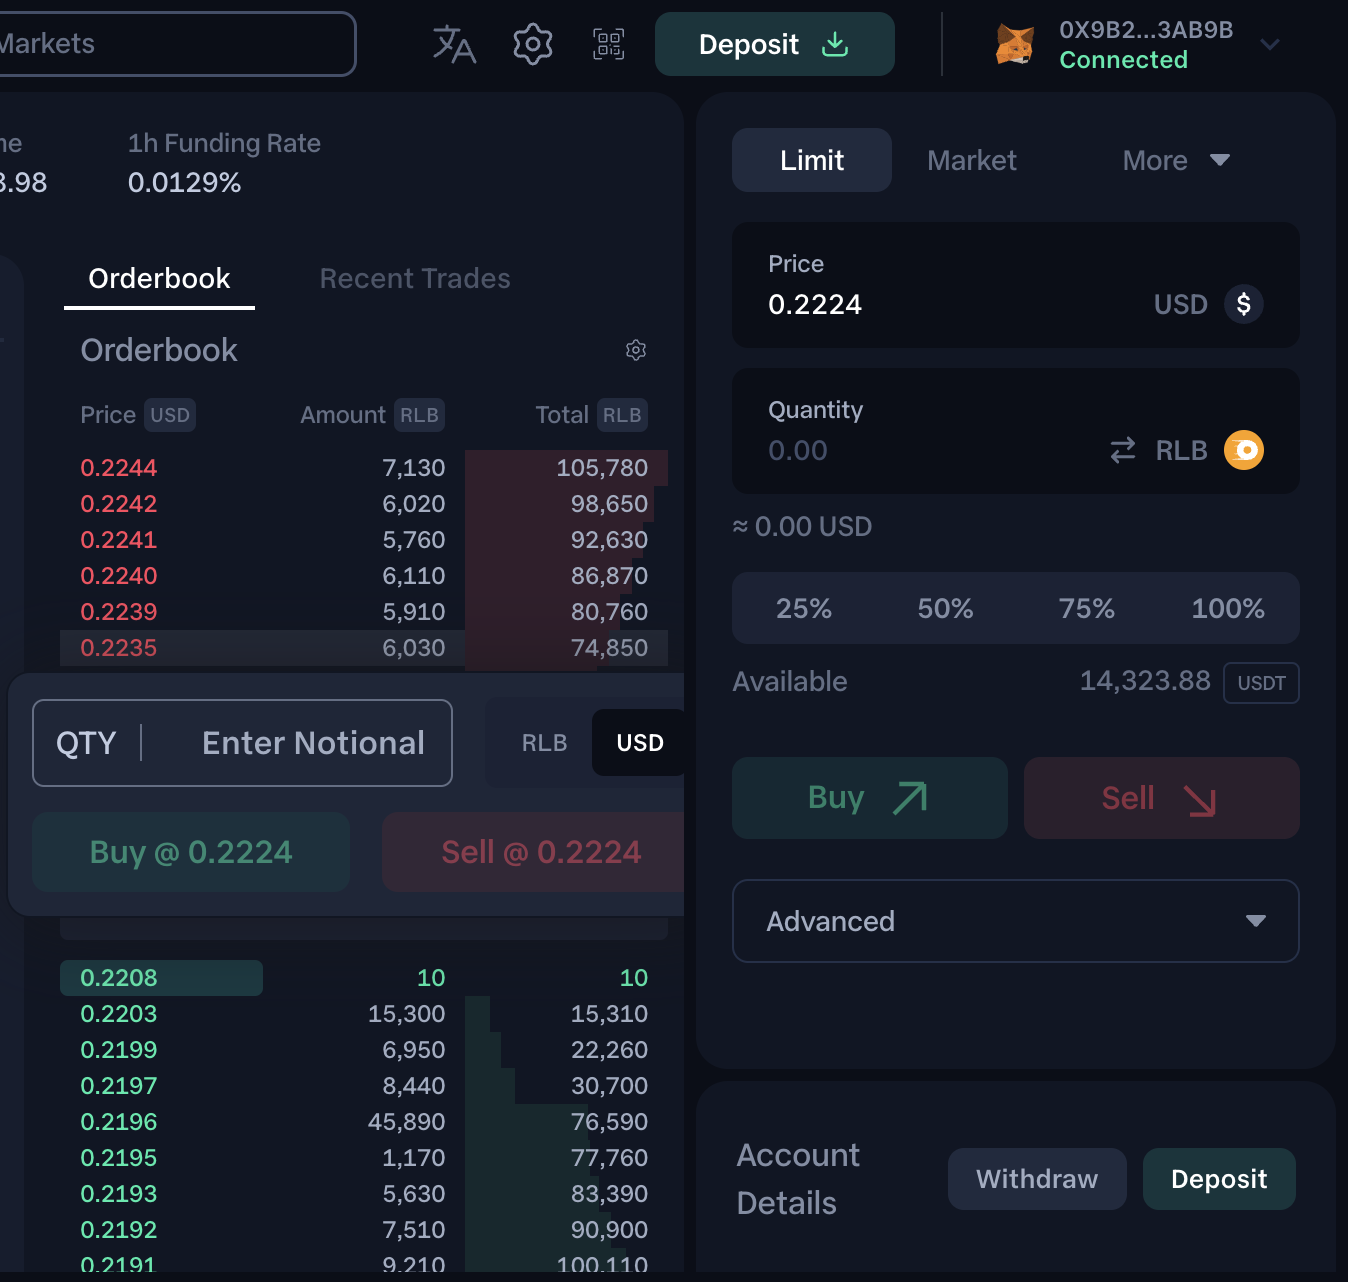 Markets
Deposit
0X9B2...3AB9B
Connected
1h Funding Rate
3.98
0.0129%
Orderbook
Recent Trades
Orderbook
Price USD Amount RLB Total RLB
0.2244 7,130 105,780
0.2242 6,020 98,650
0.2241 5,760 92,630
0.2240 6,110 86,870
0.2239 5,910 80,760
0.2235 6,030 74,850
QTY Enter Notional RLB USD
Buy @ 0.2224 Sell @ 0.2224
0.2208 10 10
0.2203 15,300 15,310
0.2199 6,950 22,260
0.2197 8,440 30,700
0.2196 45,890 76,590
0.2195 1,170 77,760
0.2193 5,630 83,390
0.2192 7,510 90,900
0.2191 9,210 100,110
Limit Market More
Price
0.2224 USD $
Quantity
0.00 RLB
≈ 0.00 USD
25% 50% 75% 100%
Available 14,323.88 USDT
Buy Sell
Advanced
Account
Details
Withdraw Deposit